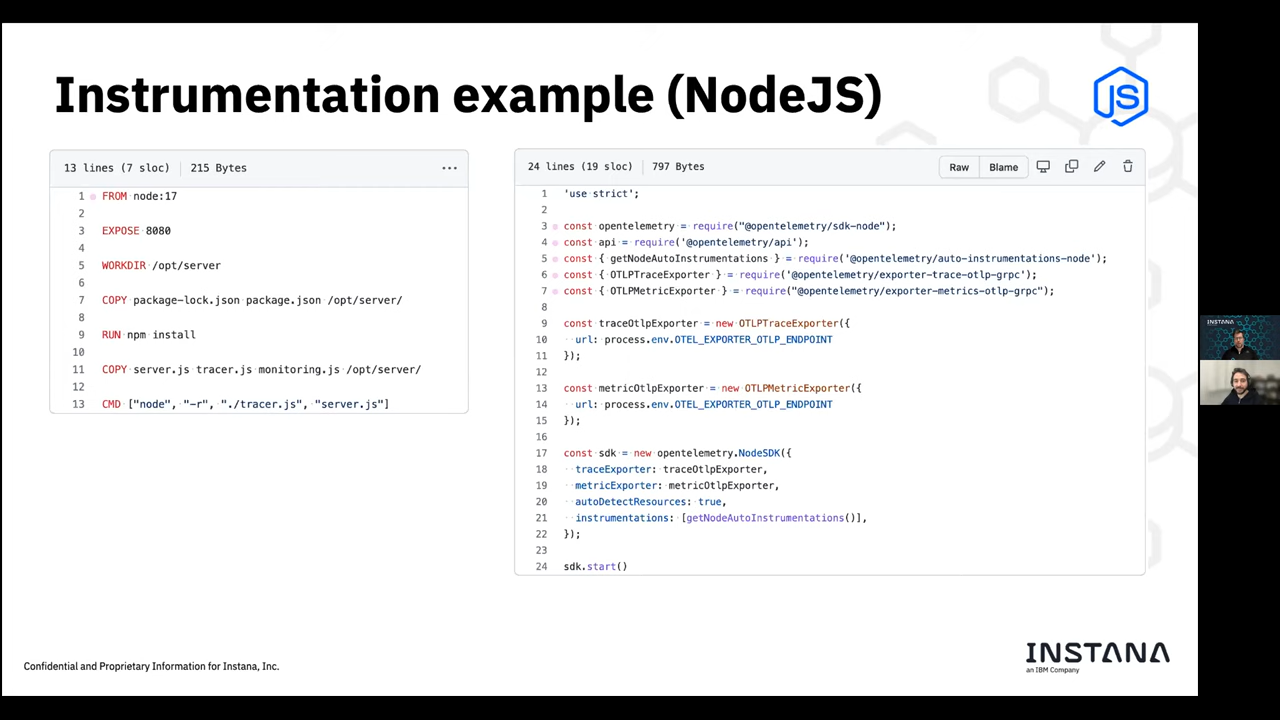 Instrumentation example (NodeJS)
JS
13 lines (7 sloc) 215 Bytes ...
1 FROM node:17
2
3 EXPOSE 8080
4
5 WORKDIR /opt/server
6
7 COPY package-lock.json package.json /opt/server/
8
9 RUN npm install
10
11 COPY server.js tracer.js monitoring.js /opt/server/
12
13 CMD ["node", "-r", "./tracer.js", "server.js"]
24 lines (19 sloc) 797 Bytes Raw Blame
1 'use strict';
2
3 const opentelemetry = require("@opentelemetry/sdk-node");
4 const api = require('@opentelemetry/api');
5 const { getNodeAutoInstrumentations } = require('@opentelemetry/auto-instrumentations-node');
6 const { OTLPTraceExporter } = require('@opentelemetry/exporter-trace-otlp-grpc');
7 const { OTLPMetricExporter } = require("@opentelemetry/exporter-metrics-otlp-grpc");
8
9 const traceOtlpExporter = new OTLPTraceExporter({
10 url: process.env.OTEL_EXPORTER_OTLP_ENDPOINT
11 });
12
13 const metricOtlpExporter = new OTLPMetricExporter({
14 url: process.env.OTEL_EXPORTER_OTLP_ENDPOINT
15 });
16
17 const sdk = new opentelemetry.NodeSDK({
18 traceExporter: traceOtlpExporter,
19 metricExporter: metricOtlpExporter,
20 autoDetectResources: true,
21 instrumentations: [getNodeAutoInstrumentations()],
22 });
23
24 sdk.start()
INSTANA
Confidential and Proprietary Information for Instana, Inc.
INSTANA
an IBM Company